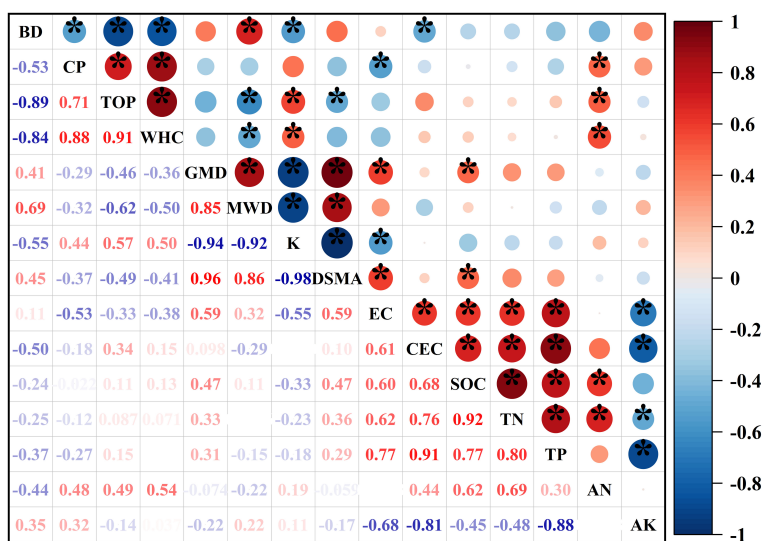 BD
-0.53 CP
-0.89 0.71 TOP
-0.84 0.88 0.91 WHC
0.41 -0.29 -0.46 -0.36 GMD
0.69 -0.32 -0.62 -0.50 0.85 MWD
-0.55 0.44 0.57 0.50 -0.94 -0.92 K
0.45 -0.37 -0.49 -0.41 0.96 0.86 -0.98 DSMA
0.11 -0.53 -0.33 -0.38 0.59 0.32 -0.55 0.59 EC
-0.50 -0.18 0.34 0.15 0.098 -0.29 0.10 0.61 CEC
-0.24 -0.022 0.11 0.13 0.47 0.11 -0.33 0.47 0.60 0.68 SOC
-0.25 -0.12 0.087 0.071 0.33 -0.23 0.36 0.62 0.76 0.92 TN
-0.37 -0.27 0.15 0.31 -0.15 -0.18 0.29 0.77 0.91 0.77 0.80 TP
-0.44 0.48 0.49 0.54 -0.074 -0.22 0.19 -0.059 0.44 0.62 0.69 0.30 AN
0.35 0.32 -0.14 -0.22 0.22 0.11 -0.17 -0.68 -0.81 -0.45 -0.48 -0.88 AK
1
0.8
0.6
0.4
0.2
0
-0.2
-0.4
-0.6
-0.8
-1